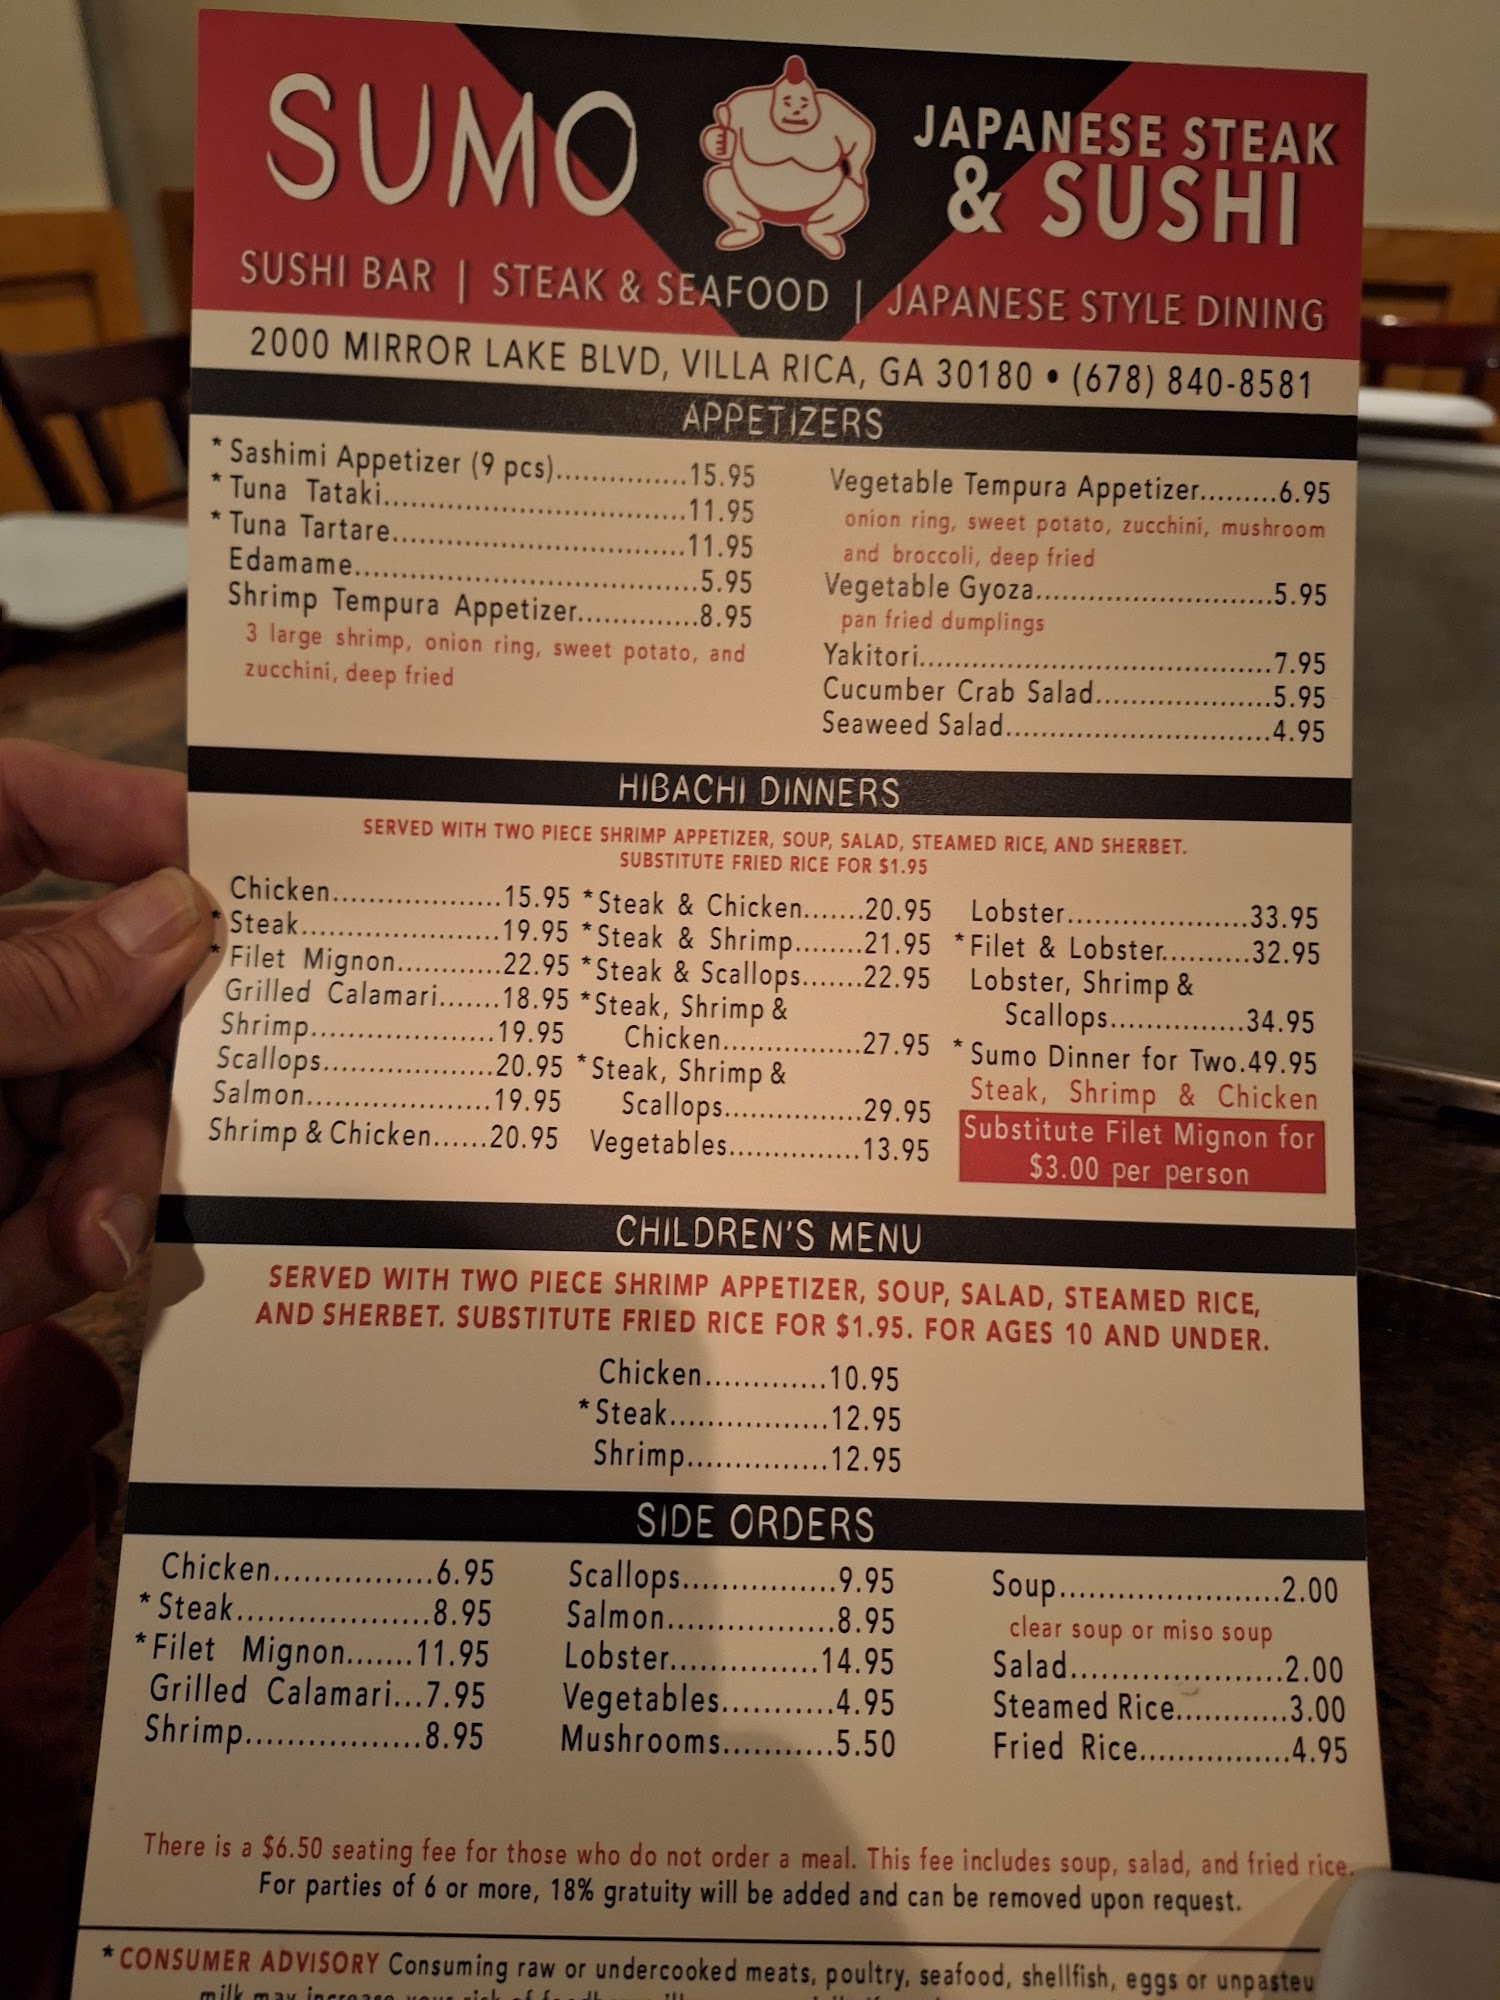 SUMO
JAPANESE STEAK
& SUSHI
SUSHI BAR | STEAK & SEAFOOD | JAPANESE STYLE DINING
2000 MIRROR LAKE BLVD, VILLA RICA, GA 30180 • (678) 840-8581
APPETIZERS
* Sashimi Appetizer (9 pcs)...............15.95
* Tuna Tataki.................................11.95
* Tuna Tartare................................11.95
Edamame.....................................5.95
Shrimp Tempura Appetizer..............8.95
3 large shrimp, onion ring, sweet potato, and
zucchini, deep fried
Vegetable Tempura Appetizer.........6.95
onion ring, sweet potato, zucchini, mushroom
and broccoli, deep fried
Vegetable Gyoza...........................5.95
pan fried dumplings
Yakitori........................................7.95
Cucumber Crab Salad....................5.95
Seaweed Salad..............................4.95
HIBACHI DINNERS
SERVED WITH TWO PIECE SHRIMP APPETIZER, SOUP, SALAD, STEAMED RICE, AND SHERBET.
SUBSTITUTE FRIED RICE FOR $1.95
Chicken...................15.95
* Steak......................19.95
* Filet Mignon............22.95
Grilled Calamari.......18.95
Shrimp.....................19.95
Scallops...................20.95
Salmon.....................19.95
Shrimp & Chicken......20.95
* Steak & Chicken.......20.95
* Steak & Shrimp........21.95
* Steak & Scallops.......22.95
* Steak, Shrimp &
Chicken................27.95
* Steak, Shrimp &
Scallops................29.95
Vegetables...............13.95
Lobster....................33.95
* Filet & Lobster..........32.95
Lobster, Shrimp &
Scallops...............34.95
* Sumo Dinner for Two.49.95
Steak, Shrimp & Chicken
Substitute Filet Mignon for
$3.00 per person
CHILDREN'S MENU
SERVED WITH TWO PIECE SHRIMP APPETIZER, SOUP, SALAD, STEAMED RICE,
AND SHERBET. SUBSTITUTE FRIED RICE FOR $1.95. FOR AGES 10 AND UNDER.
Chicken.............10.95
* Steak.................12.95
Shrimp...............12.95
SIDE ORDERS
Chicken................6.95
* Steak....................8.95
* Filet Mignon.......11.95
Grilled Calamari...7.95
Shrimp..................8.95
Scallops................9.95
Salmon..................8.95
Lobster................14.95
Vegetables............4.95
Mushrooms...........5.50
Soup.......................2.00
clear soup or miso soup
Salad......................2.00
Steamed Rice............3.00
Fried Rice................4.95
There is a $6.50 seating fee for those who do not order a meal. This fee includes soup, salad, and fried rice.
For parties of 6 or more, 18% gratuity will be added and can be removed upon request.
* CONSUMER ADVISORY Consuming raw or undercooked meats, poultry, seafood, shellfish, eggs or unpasteu
milk may increase your risk of